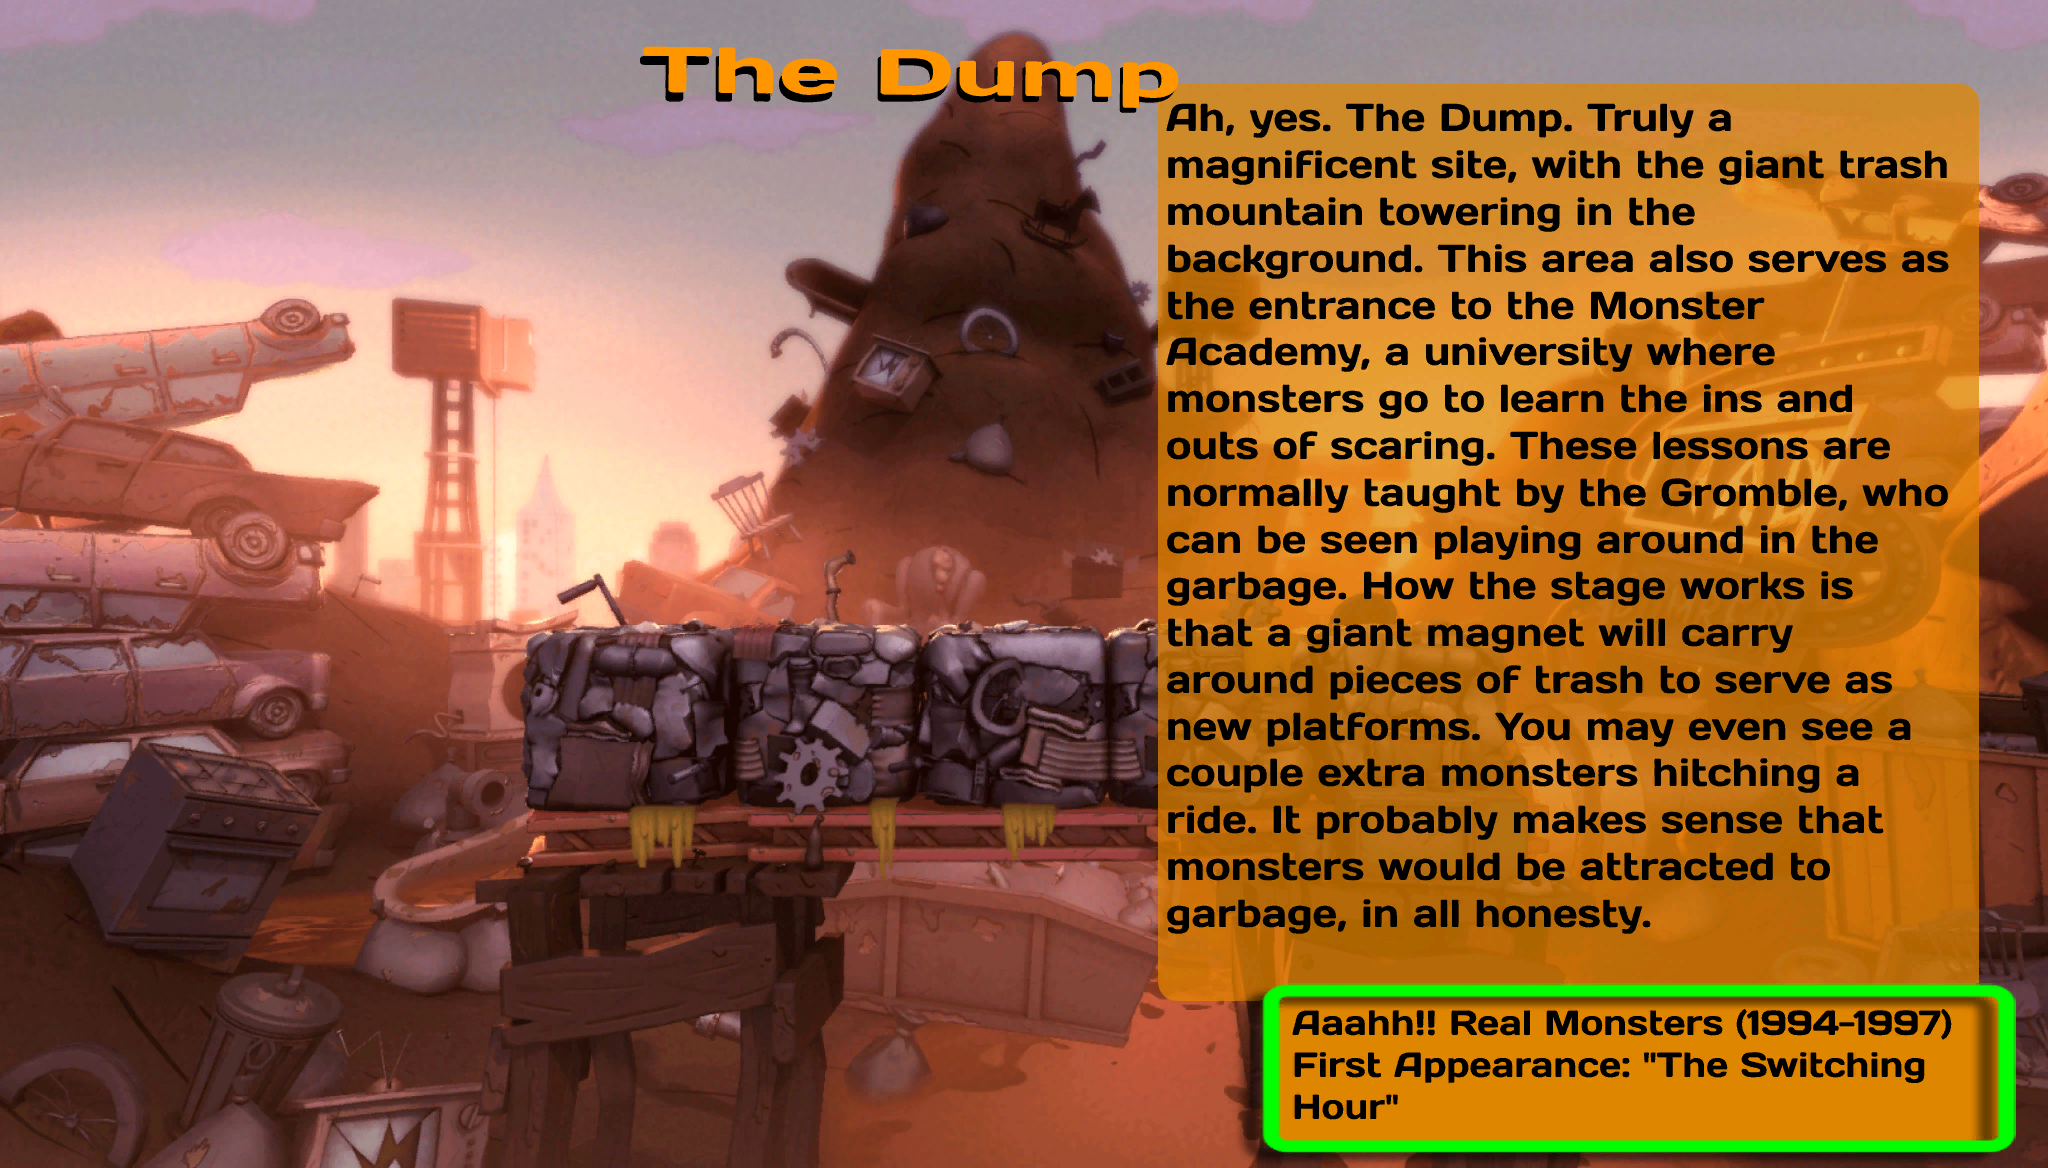 The Dump
Ah, yes. The Dump. Truly a
magnificent site, with the giant trash
mountain towering in the
background. This area also serves as
the entrance to the Monster
Academy, a university where
monsters go to learn the ins and
outs of scaring. These lessons are
normally taught by the Gromble, who
can be seen playing around in the
garbage. How the stage works is
that a giant magnet will carry
around pieces of trash to serve as
new platforms. You may even see a
couple extra monsters hitching a
ride. It probably makes sense that
monsters would be attracted to
garbage, in all honesty.
Aaahh!! Real Monsters (1994-1997)
First Appearance: "The Switching
Hour"